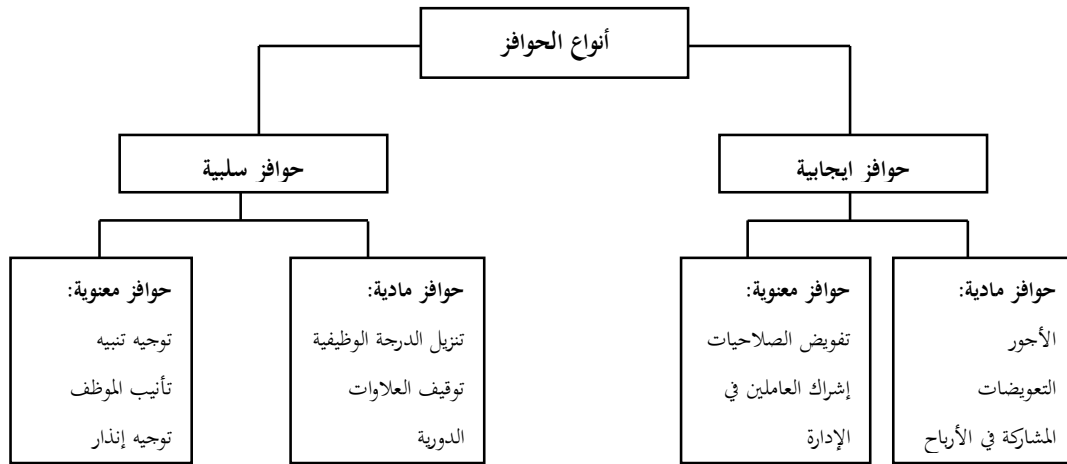 أنواع الحوافز
حوافز ايجابية
حوافز سلبية
حوافز مادية:
الأجور
التعويضات
المشاركة في الأرباح
حوافز معنوية:
تفويض الصلاحيات
إشراك العاملين في
الإدارة
حوافز مادية:
تنزيل الدرجة الوظيفية
توقيف العلاوات
الدورية
حوافز معنوية:
توجيه تنبيه
تأنيب الموظف
توجيه إنذار